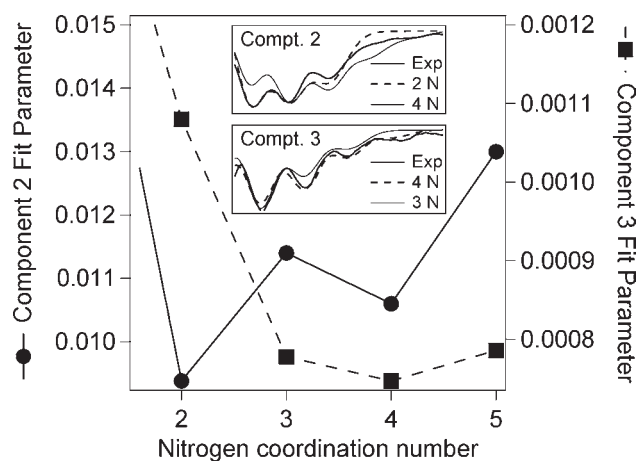 0.015
0.014
0.013
0.012
0.011
0.010
Component 2 Fit Parameter
Compt. 2
Exp
2 N
4 N
Compt. 3
Exp
4 N
3 N
0.0012
0.0011
0.0010
0.0009
0.0008
Component 3 Fit Parameter
2
3
4
5
Nitrogen coordination number